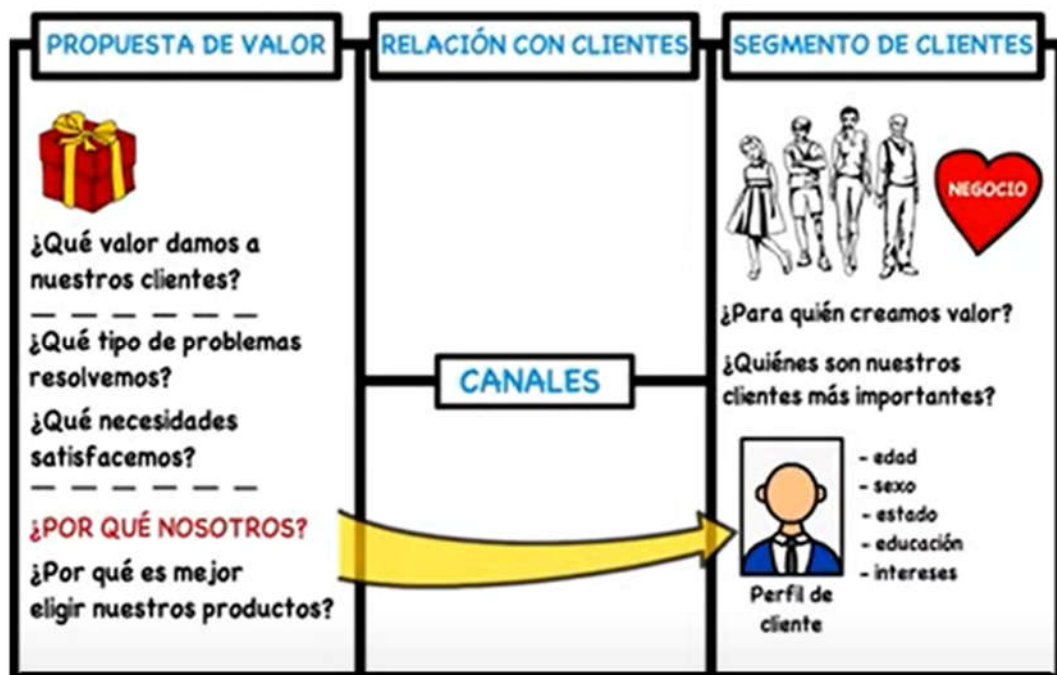 PROPUESTA DE VALOR
¿Qué valor damos a
nuestros clientes?
¿Qué tipo de problemas
resolvemos?
¿Qué necesidades
satisfacemos?
¿POR QUÉ NOSOTROS?
¿Por qué es mejor
eligir nuestros productos?
RELACIÓN CON CLIENTES
CANALES
SEGMENTO DE CLIENTES
NEGOCIO
¿Para quién creamos valor?
¿Quiénes son nuestros
clientes más importantes?
- edad
- sexo
- estado
- educación
- intereses
Perfil de
cliente